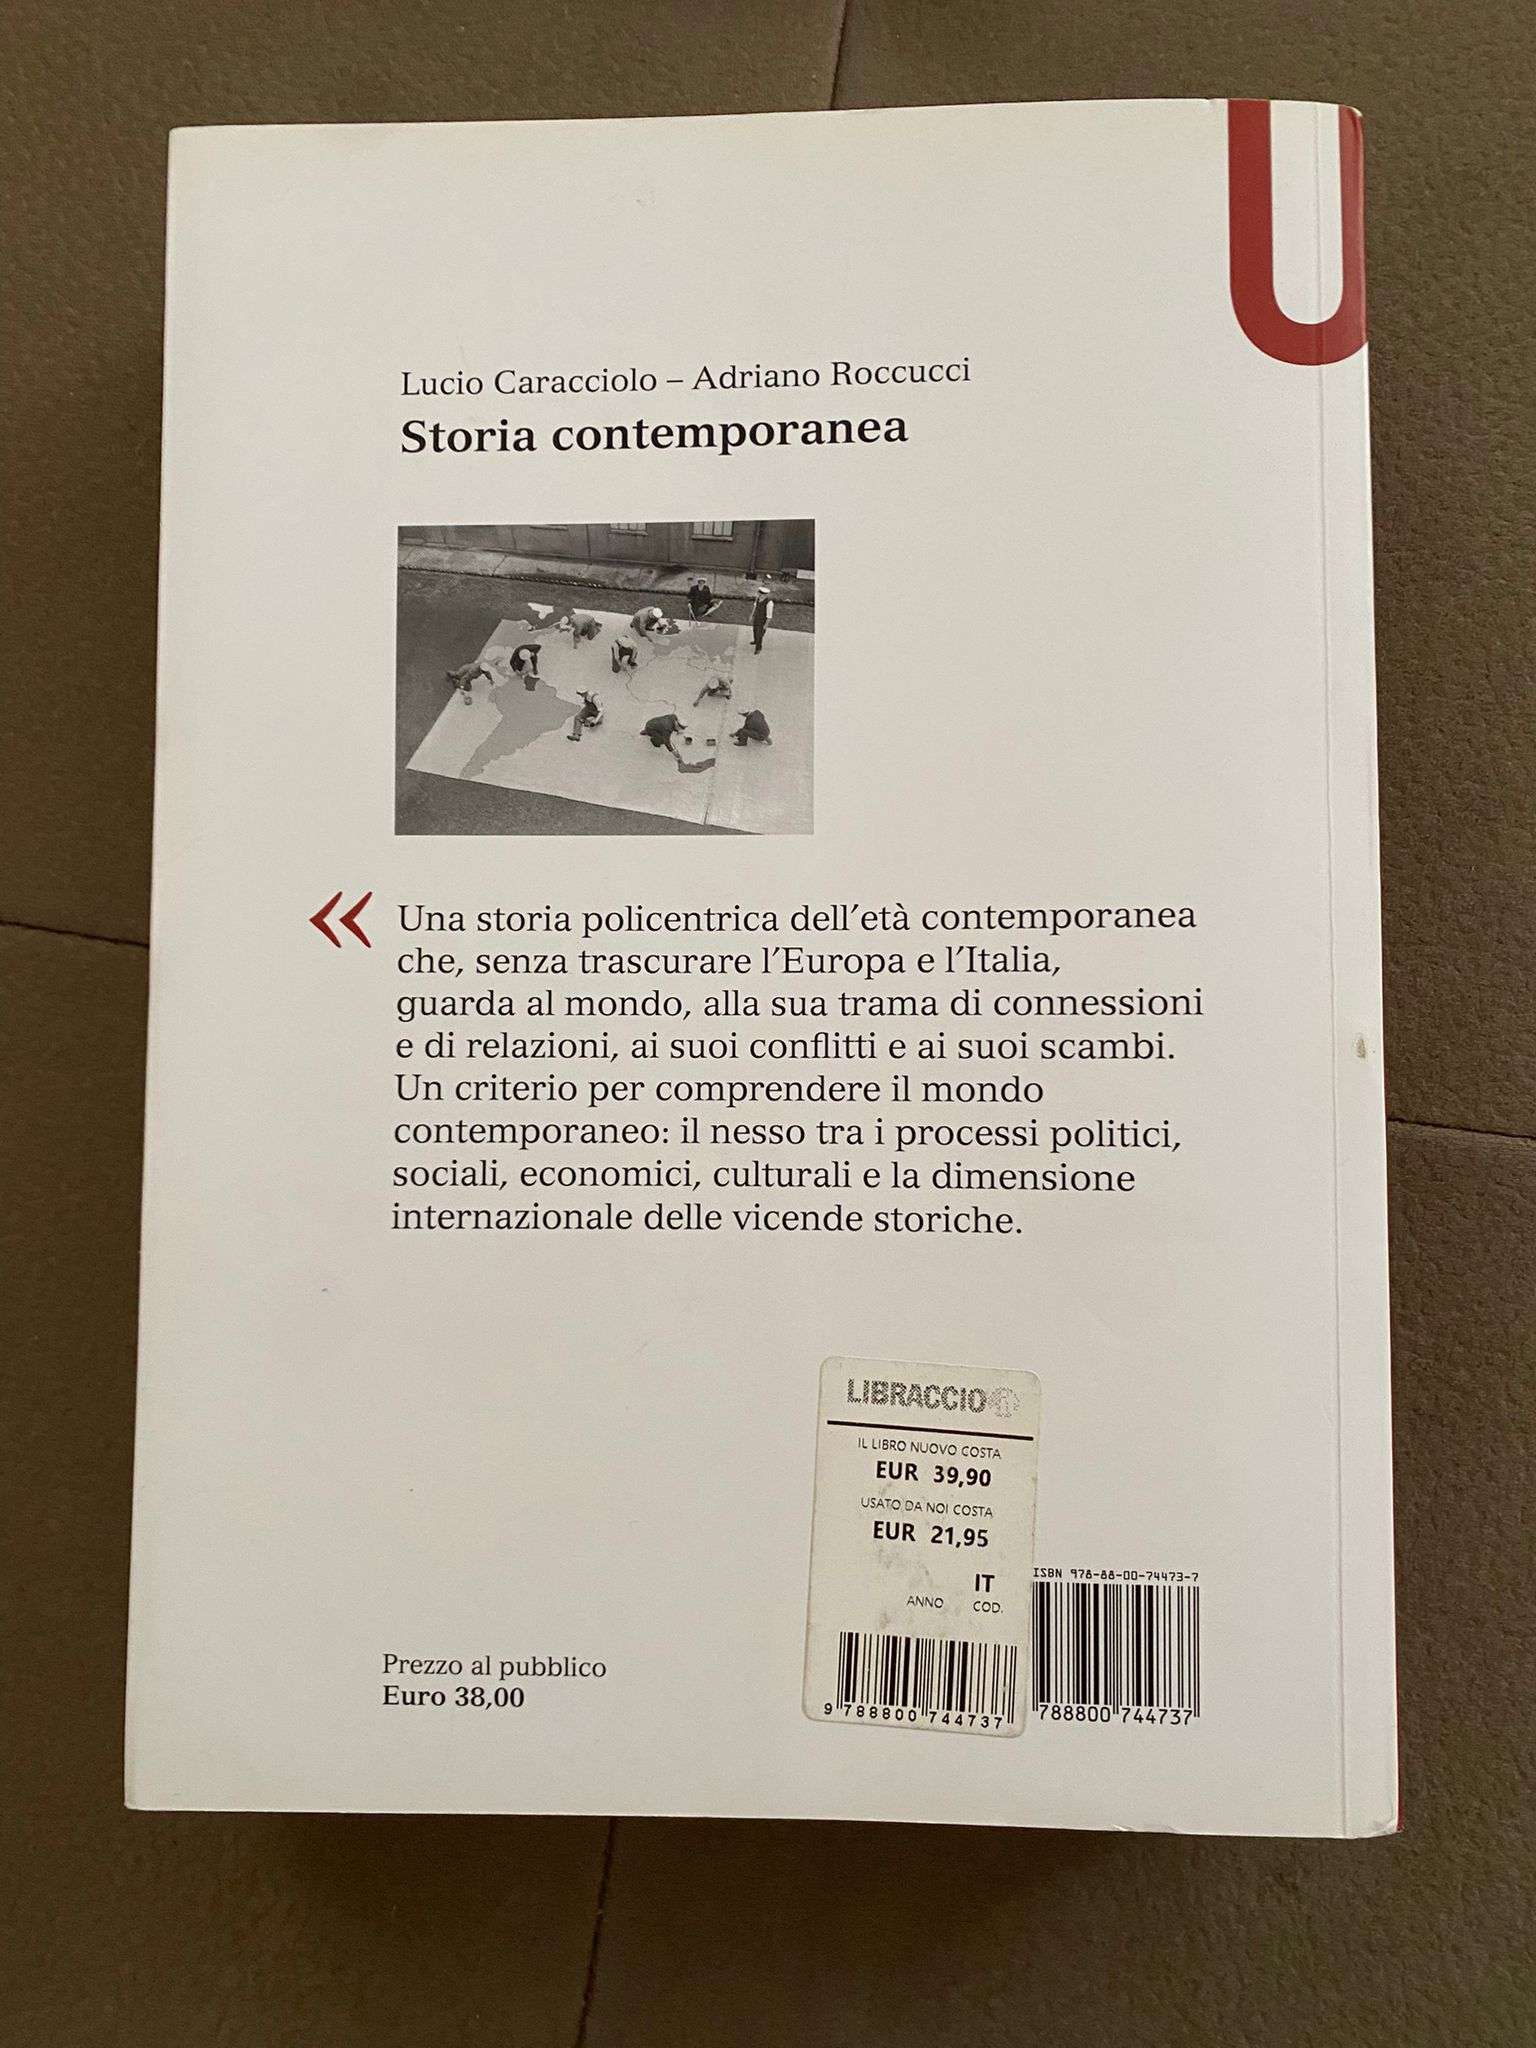 U
Lucio Caracciolo – Adriano Roccucci
Storia contemporanea
« Una storia policentrica dell'età contemporanea
che, senza trascurare l'Europa e l'Italia,
guarda al mondo, alla sua trama di connessioni
e di relazioni, ai suoi conflitti e ai suoi scambi.
Un criterio per comprendere il mondo
contemporaneo: il nesso tra i processi politici,
sociali, economici, culturali e la dimensione
internazionale delle vicende storiche.
LIBRACCIO
IL LIBRO NUOVO COSTA
EUR 39,90
USATO DA NOI COSTA
EUR 21,95
IT
ANNO COD.
9 788800 744737
ISBN 978-88-00-74473-7
788800 744737
Prezzo al pubblico
Euro 38,00